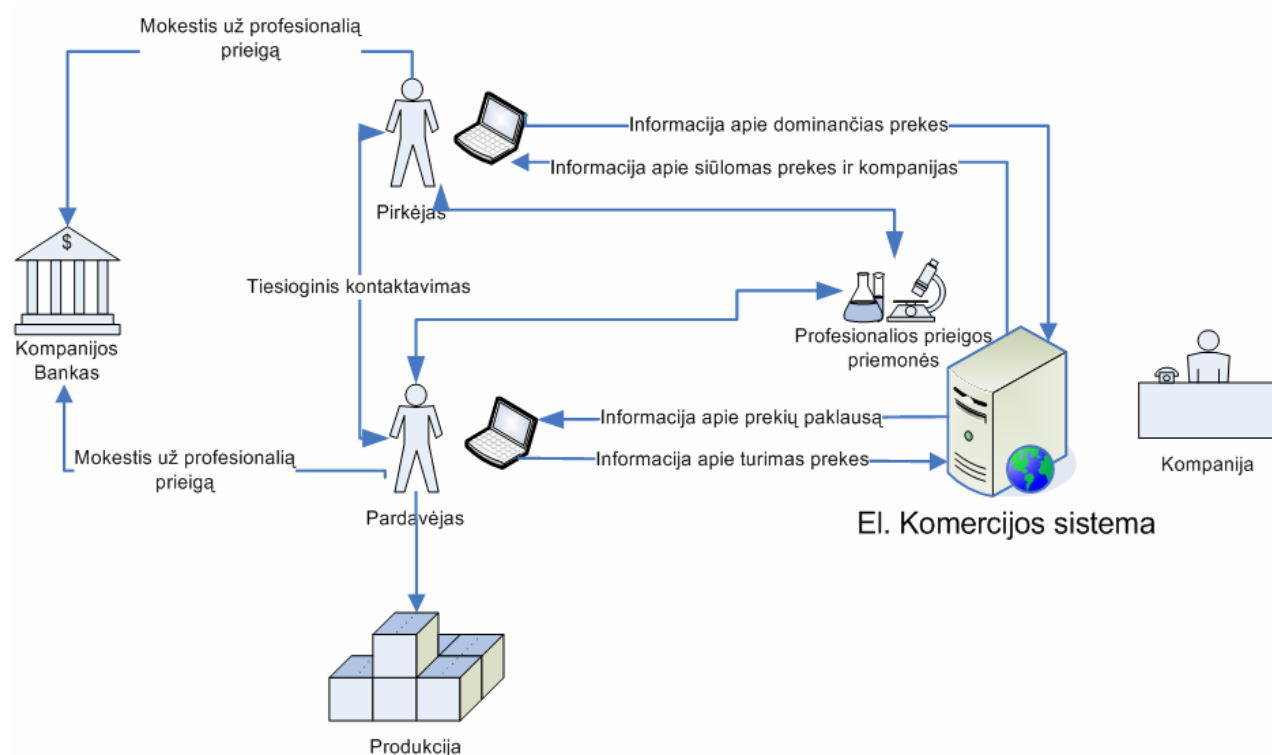 Mokestis už profesionalią
prieigą
Informacija apie dominančias prekes
Informacija apie siūlomas prekes ir kompanijas
Pirkėjas
$
Tiesioginis kontaktavimas
Kompanijos
Bankas
Profesionalios prieigos
priemonės
Informacija apie prekių paklausą
Informacija apie turimas prekes
Mokestis už profesionalią
prieigą
Kompanija
Pardavėjas
El. Komercijos sistema
Produkcija